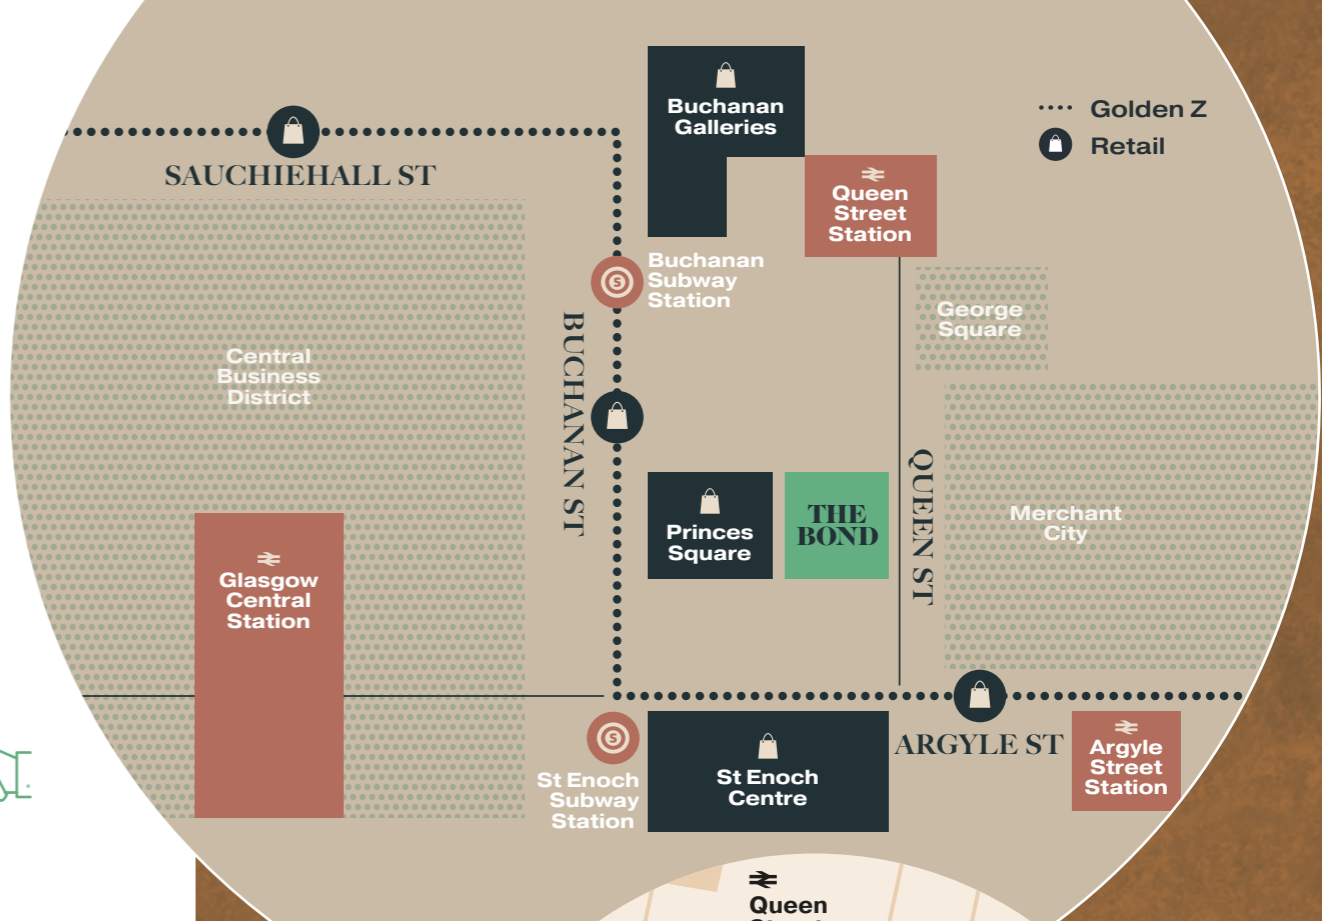 Buchanan
Galleries
Golden Z
Retail
SAUCHIEHALL ST
Queen
Street
Station
Buchanan
Subway
Station
George
Square
Central
Business
District
BUCHANAN ST
QUEEN ST
Princes
Square
THE
BOND
Merchant
City
Glasgow
Central
Station
ARGYLE ST
Argyle
Street
Station
St Enoch
Subway
Station
St Enoch
Centre
Queen